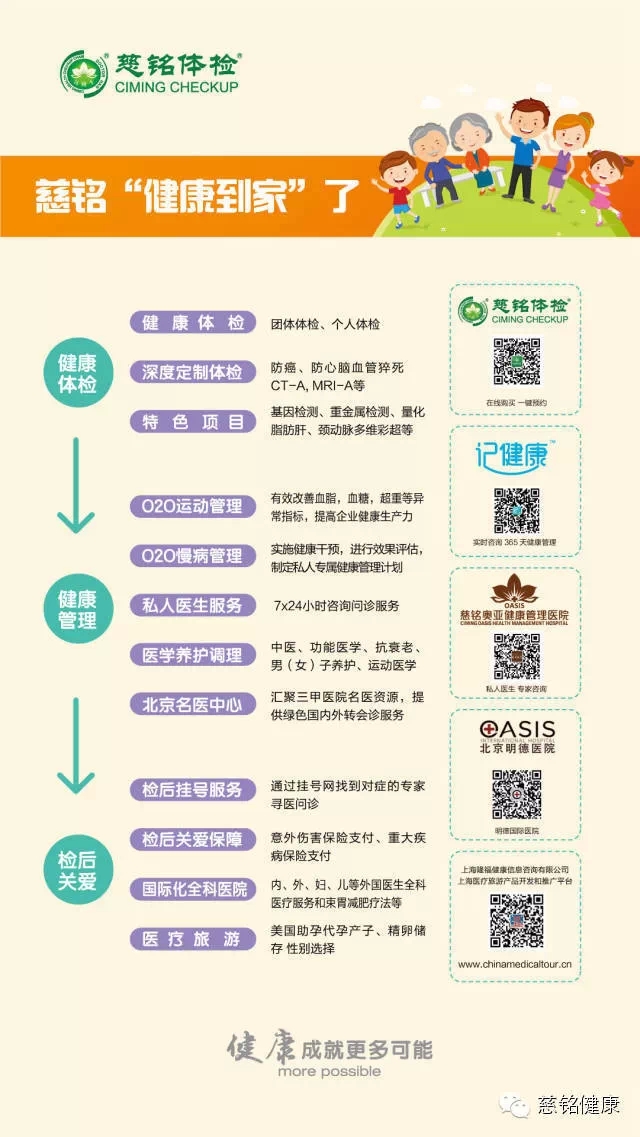 慈铭体检®
CIMING CHECKUP
慈铭“健康到家”了
健康
体检
健康体检
团体体检、个人体检
深度定制体检
防癌、防心脑血管猝死
CT-A, MRI-A等
特色项目
基因检测、重金属检测、量化
脂肪肝、颈动脉多维彩超等
健康
管理
O2O运动管理
有效改善血脂，血糖，超重等异
常指标，提高企业健康生产力
O2O慢病管理
实施健康干预，进行效果评估，
制定私人专属健康管理计划
私人医生服务
7x24小时咨询问诊服务
医学养护调理
中医、功能医学、抗衰老、
男（女）子养护、运动医学
北京名医中心
汇聚三甲医院名医资源，提
供绿色国内外转会诊服务
检后
关爱
检后挂号服务
通过挂号网找到对症的专家
寻医问诊
检后关爱保障
意外伤害保险支付、重大疾
病保险支付
国际化全科医院
内、外、妇、儿等外国医生全科
医疗服务和束胃减肥疗法等
医疗旅游
美国助孕代孕产子、精卵储
存 性别选择
慈铭体检®
CIMING CHECKUP
在线购买 一键预约
记健康™
实时咨询 365 天健康管理
OASIS
慈铭奥亚健康管理医院
CIMING OASIS HEALTH MANAGEMENT HOSPITAL
私人医生 专家咨询
OASIS
INTERNATIONAL HOSPITAL
北京明德医院
明德国际医院
上海隆福健康信息咨询有限公司
上海医疗旅游产品开发和推广平台
www.chinamedicaltour.cn
健康成就更多可能
more possible
慈铭健康